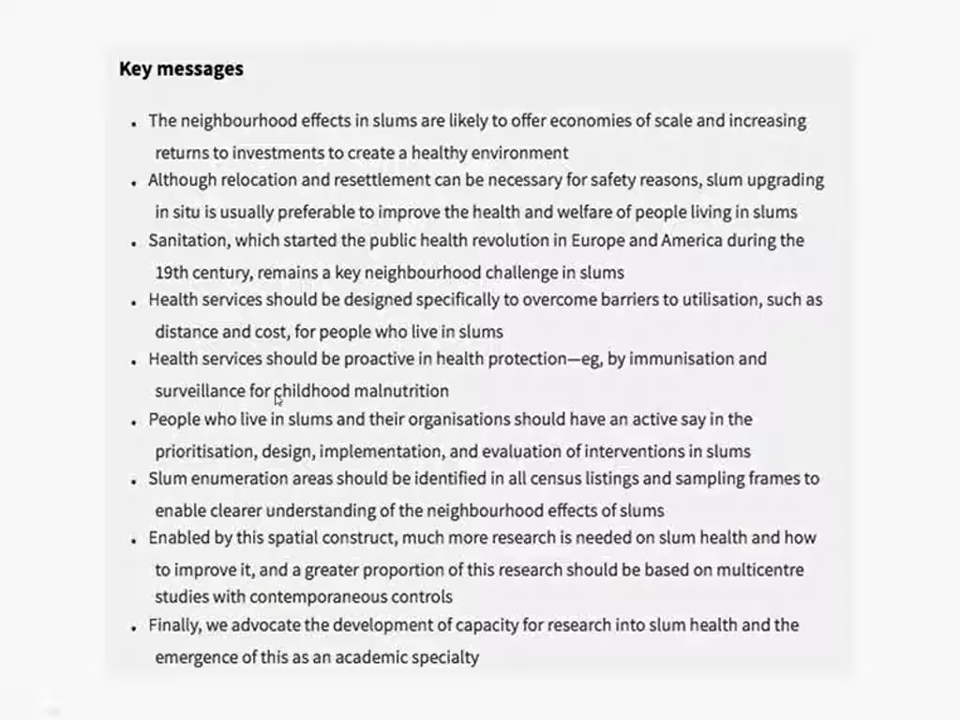 Key messages
• The neighbourhood effects in slums are likely to offer economies of scale and increasing
returns to investments to create a healthy environment
• Although relocation and resettlement can be necessary for safety reasons, slum upgrading
in situ is usually preferable to improve the health and welfare of people living in slums
• Sanitation, which started the public health revolution in Europe and America during the
19th century, remains a key neighbourhood challenge in slums
• Health services should be designed specifically to overcome barriers to utilisation, such as
distance and cost, for people who live in slums
• Health services should be proactive in health protection—eg, by immunisation and
surveillance for childhood malnutrition
• People who live in slums and their organisations should have an active say in the
prioritisation, design, implementation, and evaluation of interventions in slums
• Slum enumeration areas should be identified in all census listings and sampling frames to
enable clearer understanding of the neighbourhood effects of slums
• Enabled by this spatial construct, much more research is needed on slum health and how
to improve it, and a greater proportion of this research should be based on multicentre
studies with contemporaneous controls
• Finally, we advocate the development of capacity for research into slum health and the
emergence of this as an academic specialty